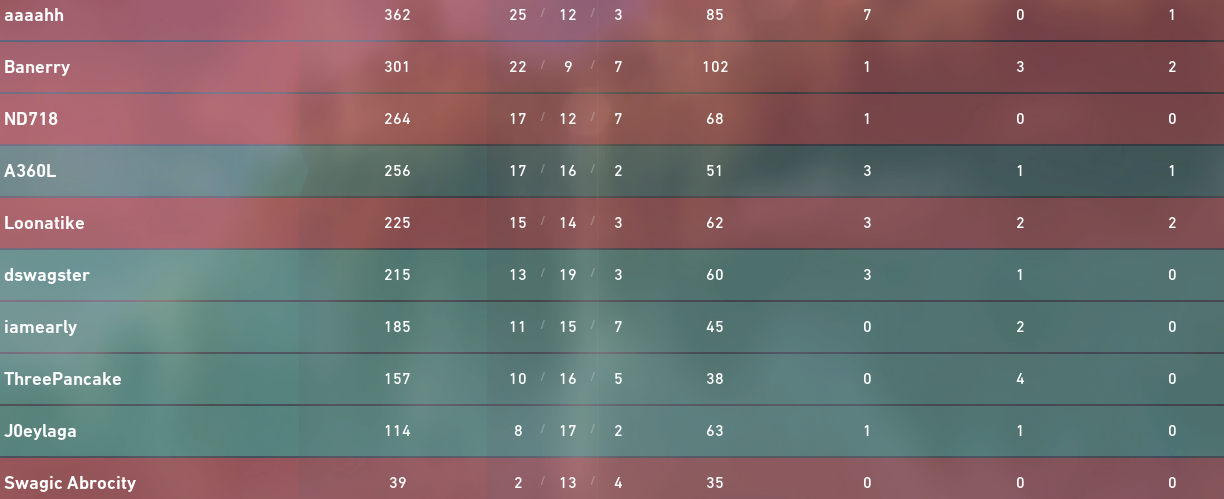 aaaahh 362 25 / 12 / 3 85 7 0 1
Banerry 301 22 / 9 / 7 102 1 3 2
ND718 264 17 / 12 / 7 68 1 0 0
A360L 256 17 / 16 / 2 51 3 1 1
Loonatike 225 15 / 14 / 3 62 3 2 2
dswagster 215 13 / 19 / 3 60 3 1 0
iamearly 185 11 / 15 / 7 45 0 2 0
ThreePancake 157 10 / 16 / 5 38 0 4 0
J0eylaga 114 8 / 17 / 2 63 1 1 0
Swagic Abrocity 39 2 / 13 / 4 35 0 0 0